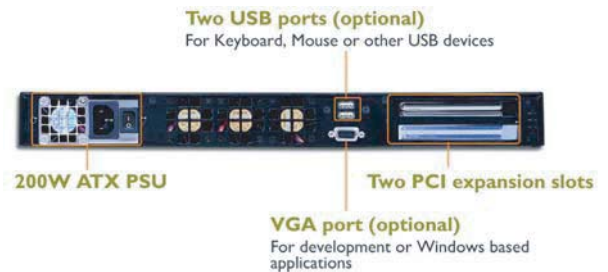 Two USB ports (optional)
For Keyboard, Mouse or other USB devices
200W ATX PSU
Two PCI expansion slots
VGA port (optional)
For development or Windows based
applications